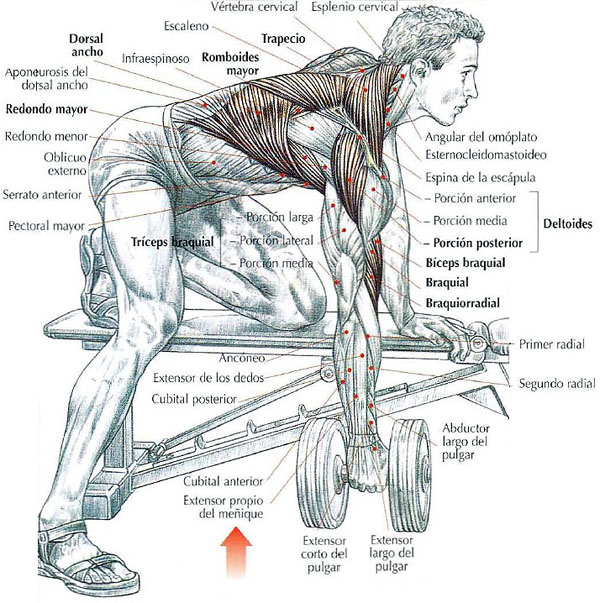 Vértebra cervical
Esplenio cervical
Escaleno
Trapecio
Dorsal
ancho
Infraespinoso
Romboides
mayor
Aponeurosis del
dorsal ancho
Redondo mayor
Redondo menor
Oblicuo
externo
Serrato anterior
Pectoral mayor
Tríceps braquial
– Porción larga
– Porción lateral
– Porción media
Angular del omóplato
Esternocleidomastoideo
Espina de la escápula
– Porción anterior
– Porción media
– Porción posterior
Deltoides
Bíceps braquial
Braquial
Braquiorradial
Primer radial
Segundo radial
Ancóneo
Extensor de los dedos
Cubital posterior
Abductor
largo del
pulgar
Cubital anterior
Extensor propio
del meñique
Extensor
corto del
pulgar
Extensor
largo del
pulgar